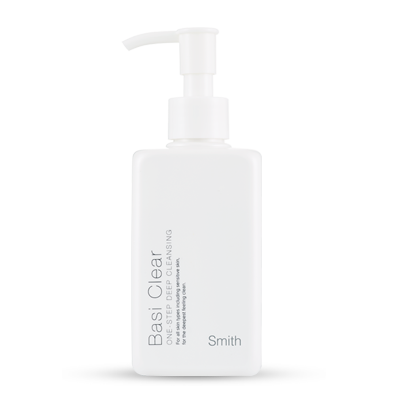 Basi Clear
ONE-STEP DEEP CLEANSING
For all skin types including sensitive skin,
for the deepest feeling clean.
Smith